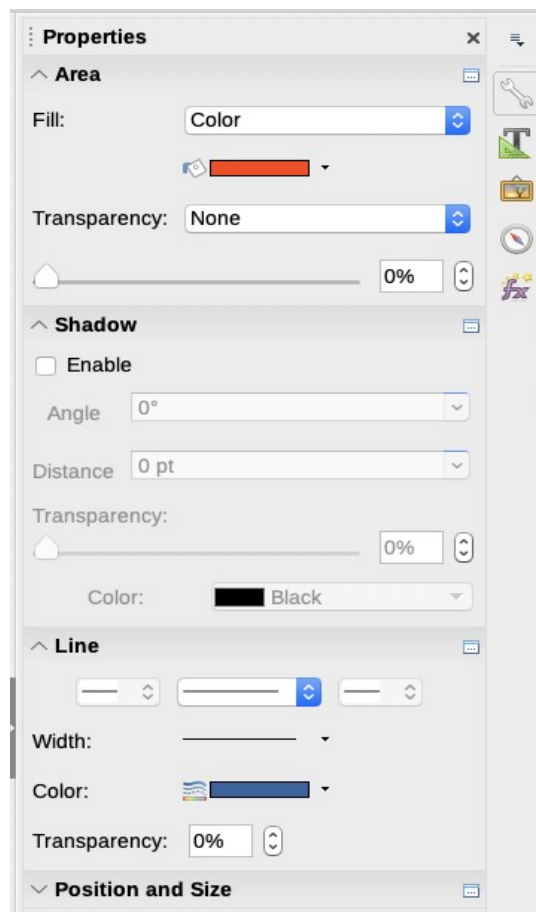 Properties
Area
Fill: Color
Transparency: None
0%
Shadow
Enable
Angle 0°
Distance 0 pt
Transparency:
0%
Color: Black
Line
Width:
Color:
Transparency: 0%
Position and Size